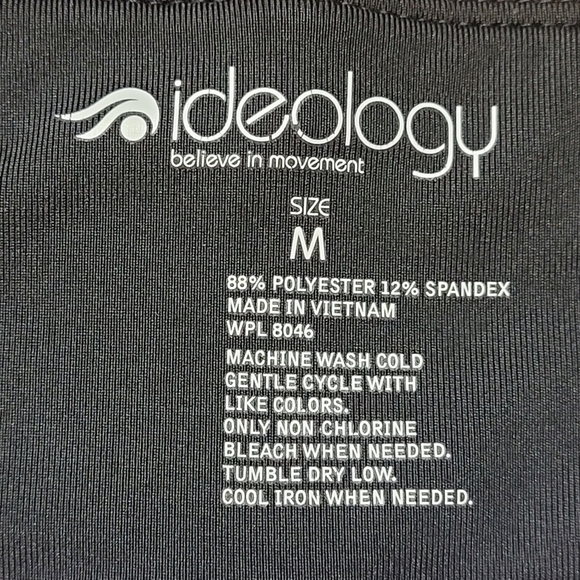 ideology
believe in movement
SIZE
M
88% POLYESTER 12% SPANDEX
MADE IN VIETNAM
WPL 8046
MACHINE WASH COLD
GENTLE CYCLE WITH
LIKE COLORS.
ONLY NON CHLORINE
BLEACH WHEN NEEDED.
TUMBLE DRY LOW.
COOL IRON WHEN NEEDED.